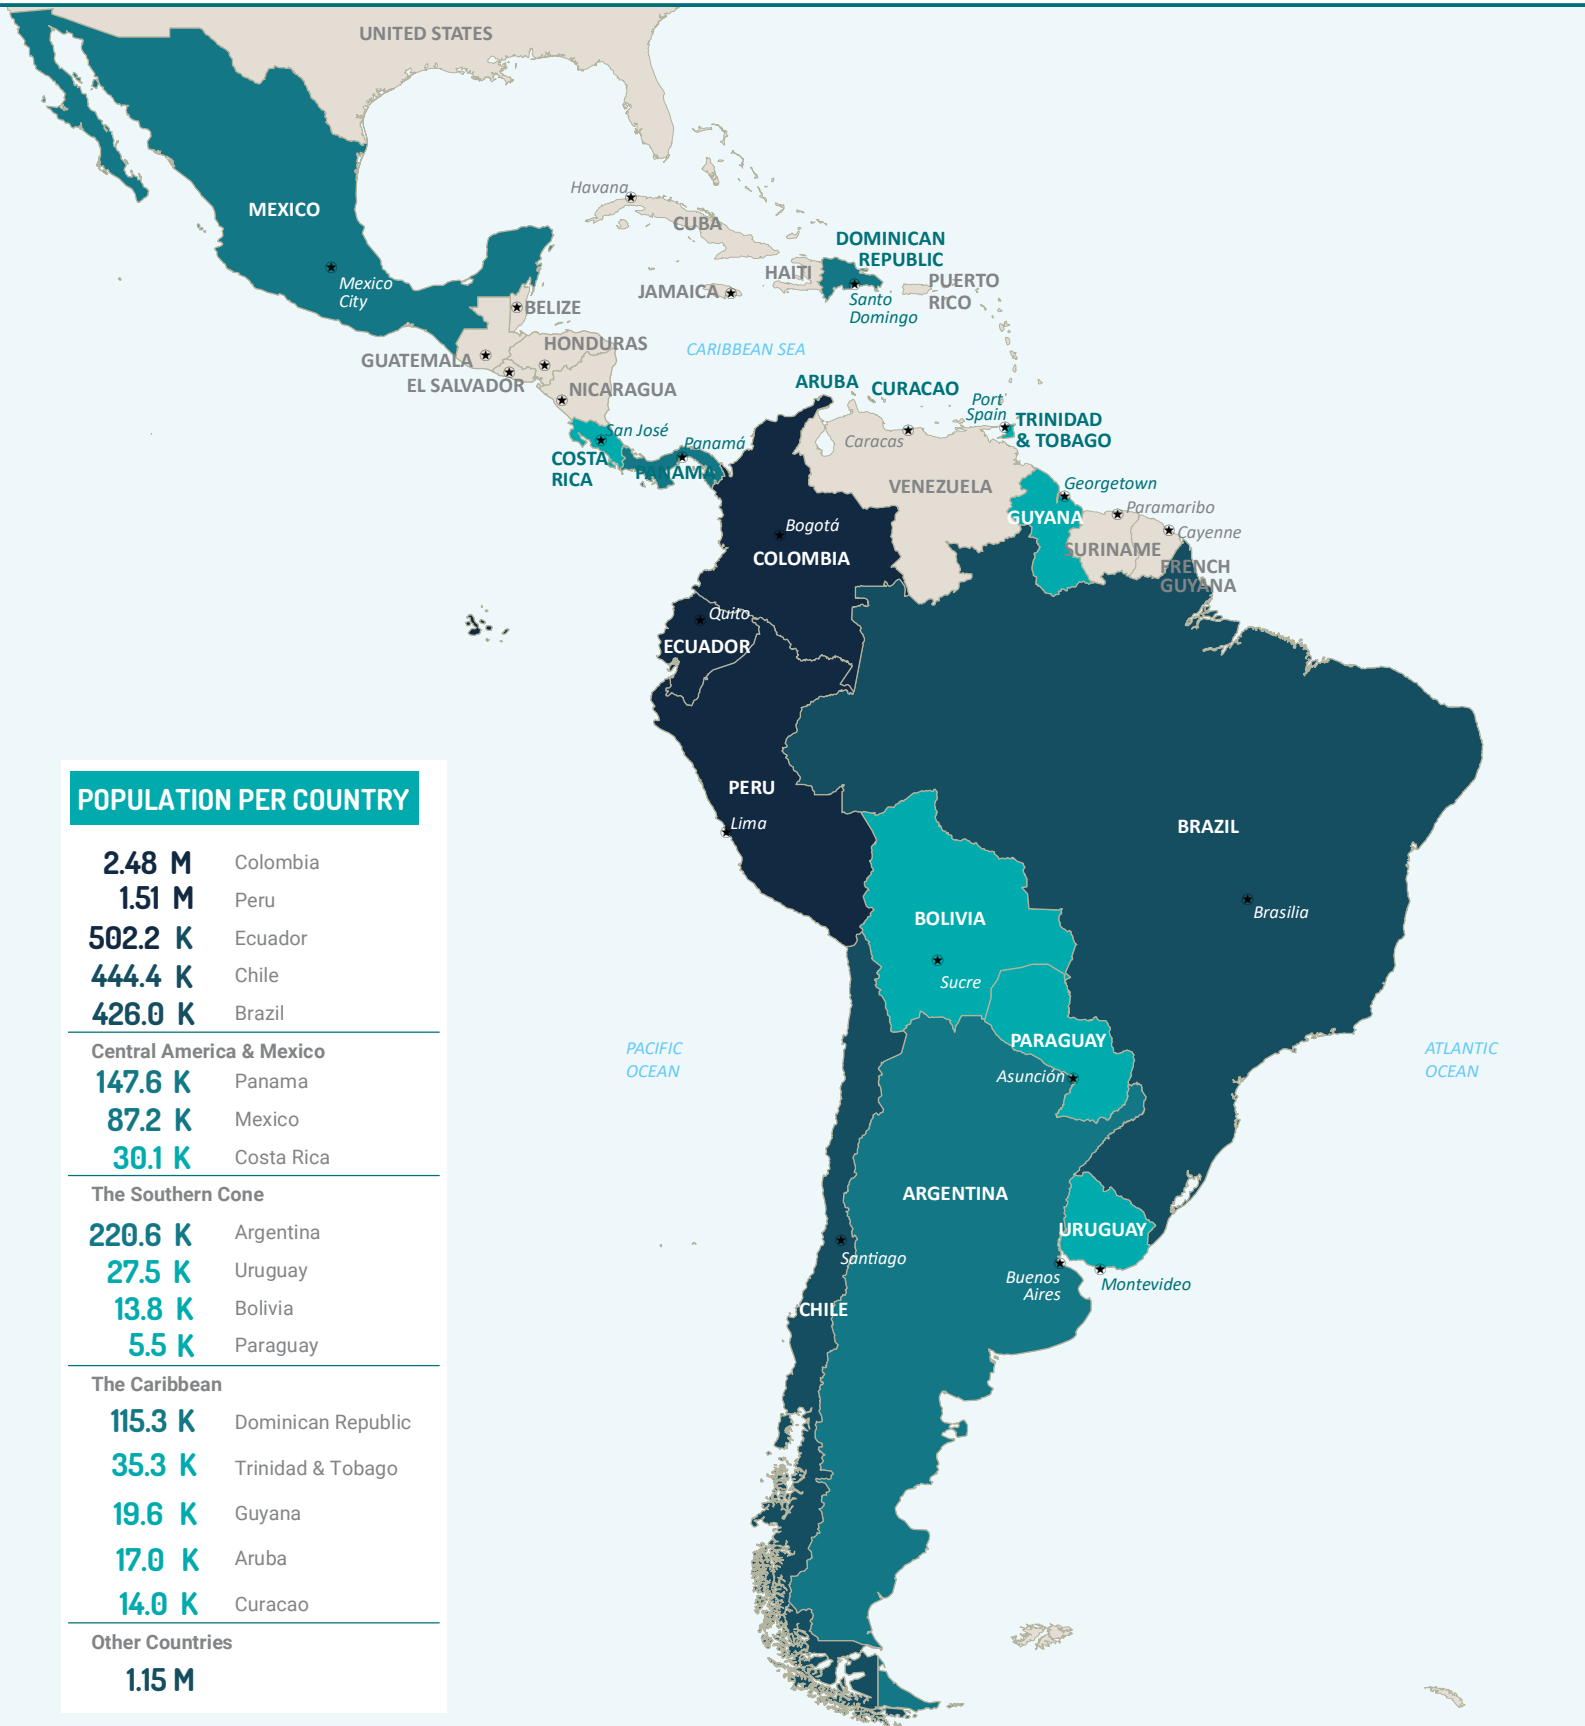 UNITED STATES
MEXICO
Mexico
City
Havana
CUBA
DOMINICAN
REPUBLIC
HAITI
PUERTO
RICO
JAMAICA
Santo
Domingo
BELIZE
HONDURAS
GUATEMALA
EL SALVADOR
NICARAGUA
CARIBBEAN SEA
ARUBA
CURACAO
Port
Spain
TRINIDAD
& TOBAGO
San José
Panamá
COSTA
RICA
PANAMA
Caracas
VENEZUELA
Georgetown
GUYANA
Paramaribo
Cayenne
SURINAME
FRENCH
GUYANA
Bogotá
COLOMBIA
Quito
ECUADOR
PERU
Lima
BRAZIL
Brasilia
BOLIVIA
Sucre
PARAGUAY
Asunción
PACIFIC
OCEAN
ATLANTIC
OCEAN
ARGENTINA
URUGUAY
Santiago
Buenos
Aires
Montevideo
CHILE
POPULATION PER COUNTRY
2.48 M Colombia
1.51 M Peru
502.2 K Ecuador
444.4 K Chile
426.0 K Brazil
Central America & Mexico
147.6 K Panama
87.2 K Mexico
30.1 K Costa Rica
The Southern Cone
220.6 K Argentina
27.5 K Uruguay
13.8 K Bolivia
5.5 K Paraguay
The Caribbean
115.3 K Dominican Republic
35.3 K Trinidad & Tobago
19.6 K Guyana
17.0 K Aruba
14.0 K Curacao
Other Countries
1.15 M